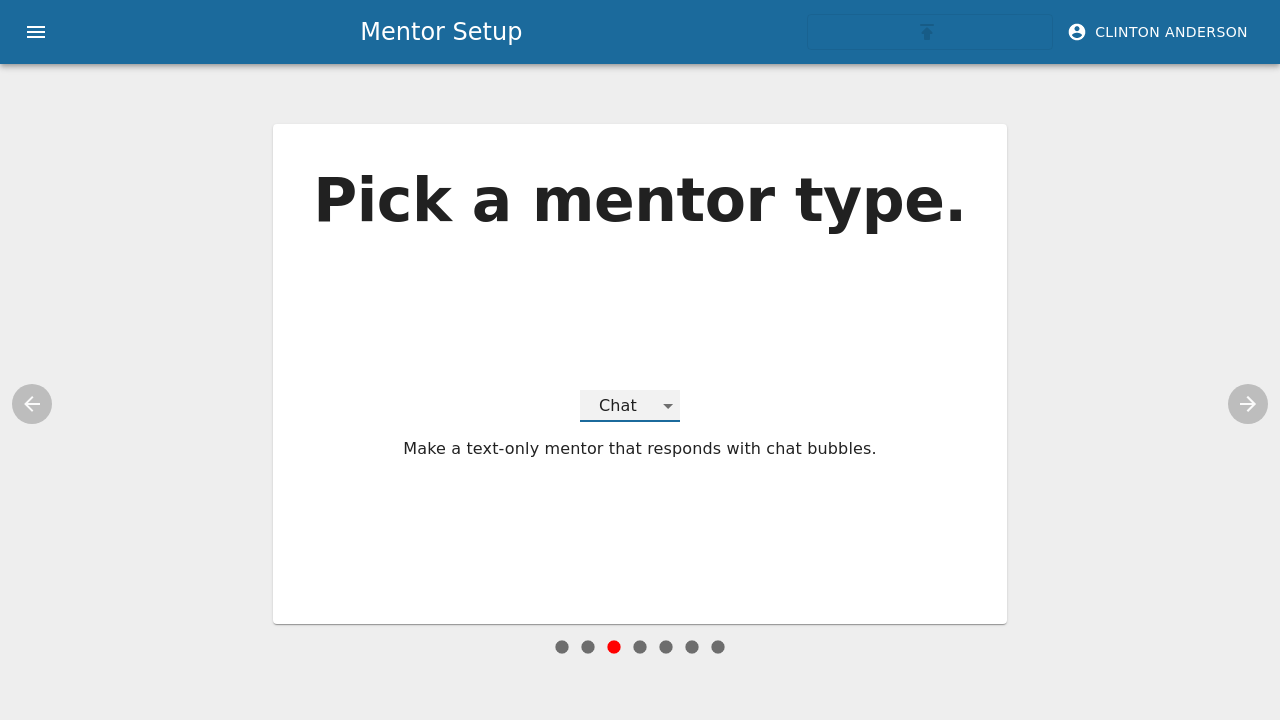 Mentor Setup
CLINTON ANDERSON
Pick a mentor type.
Chat
Make a text-only mentor that responds with chat bubbles.